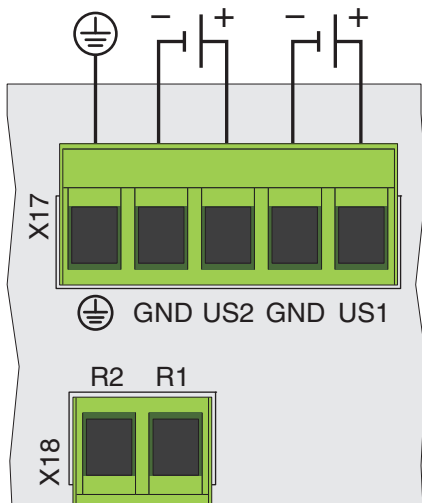 - + - +
X17
GND US2 GND US1
R2 R1
X18